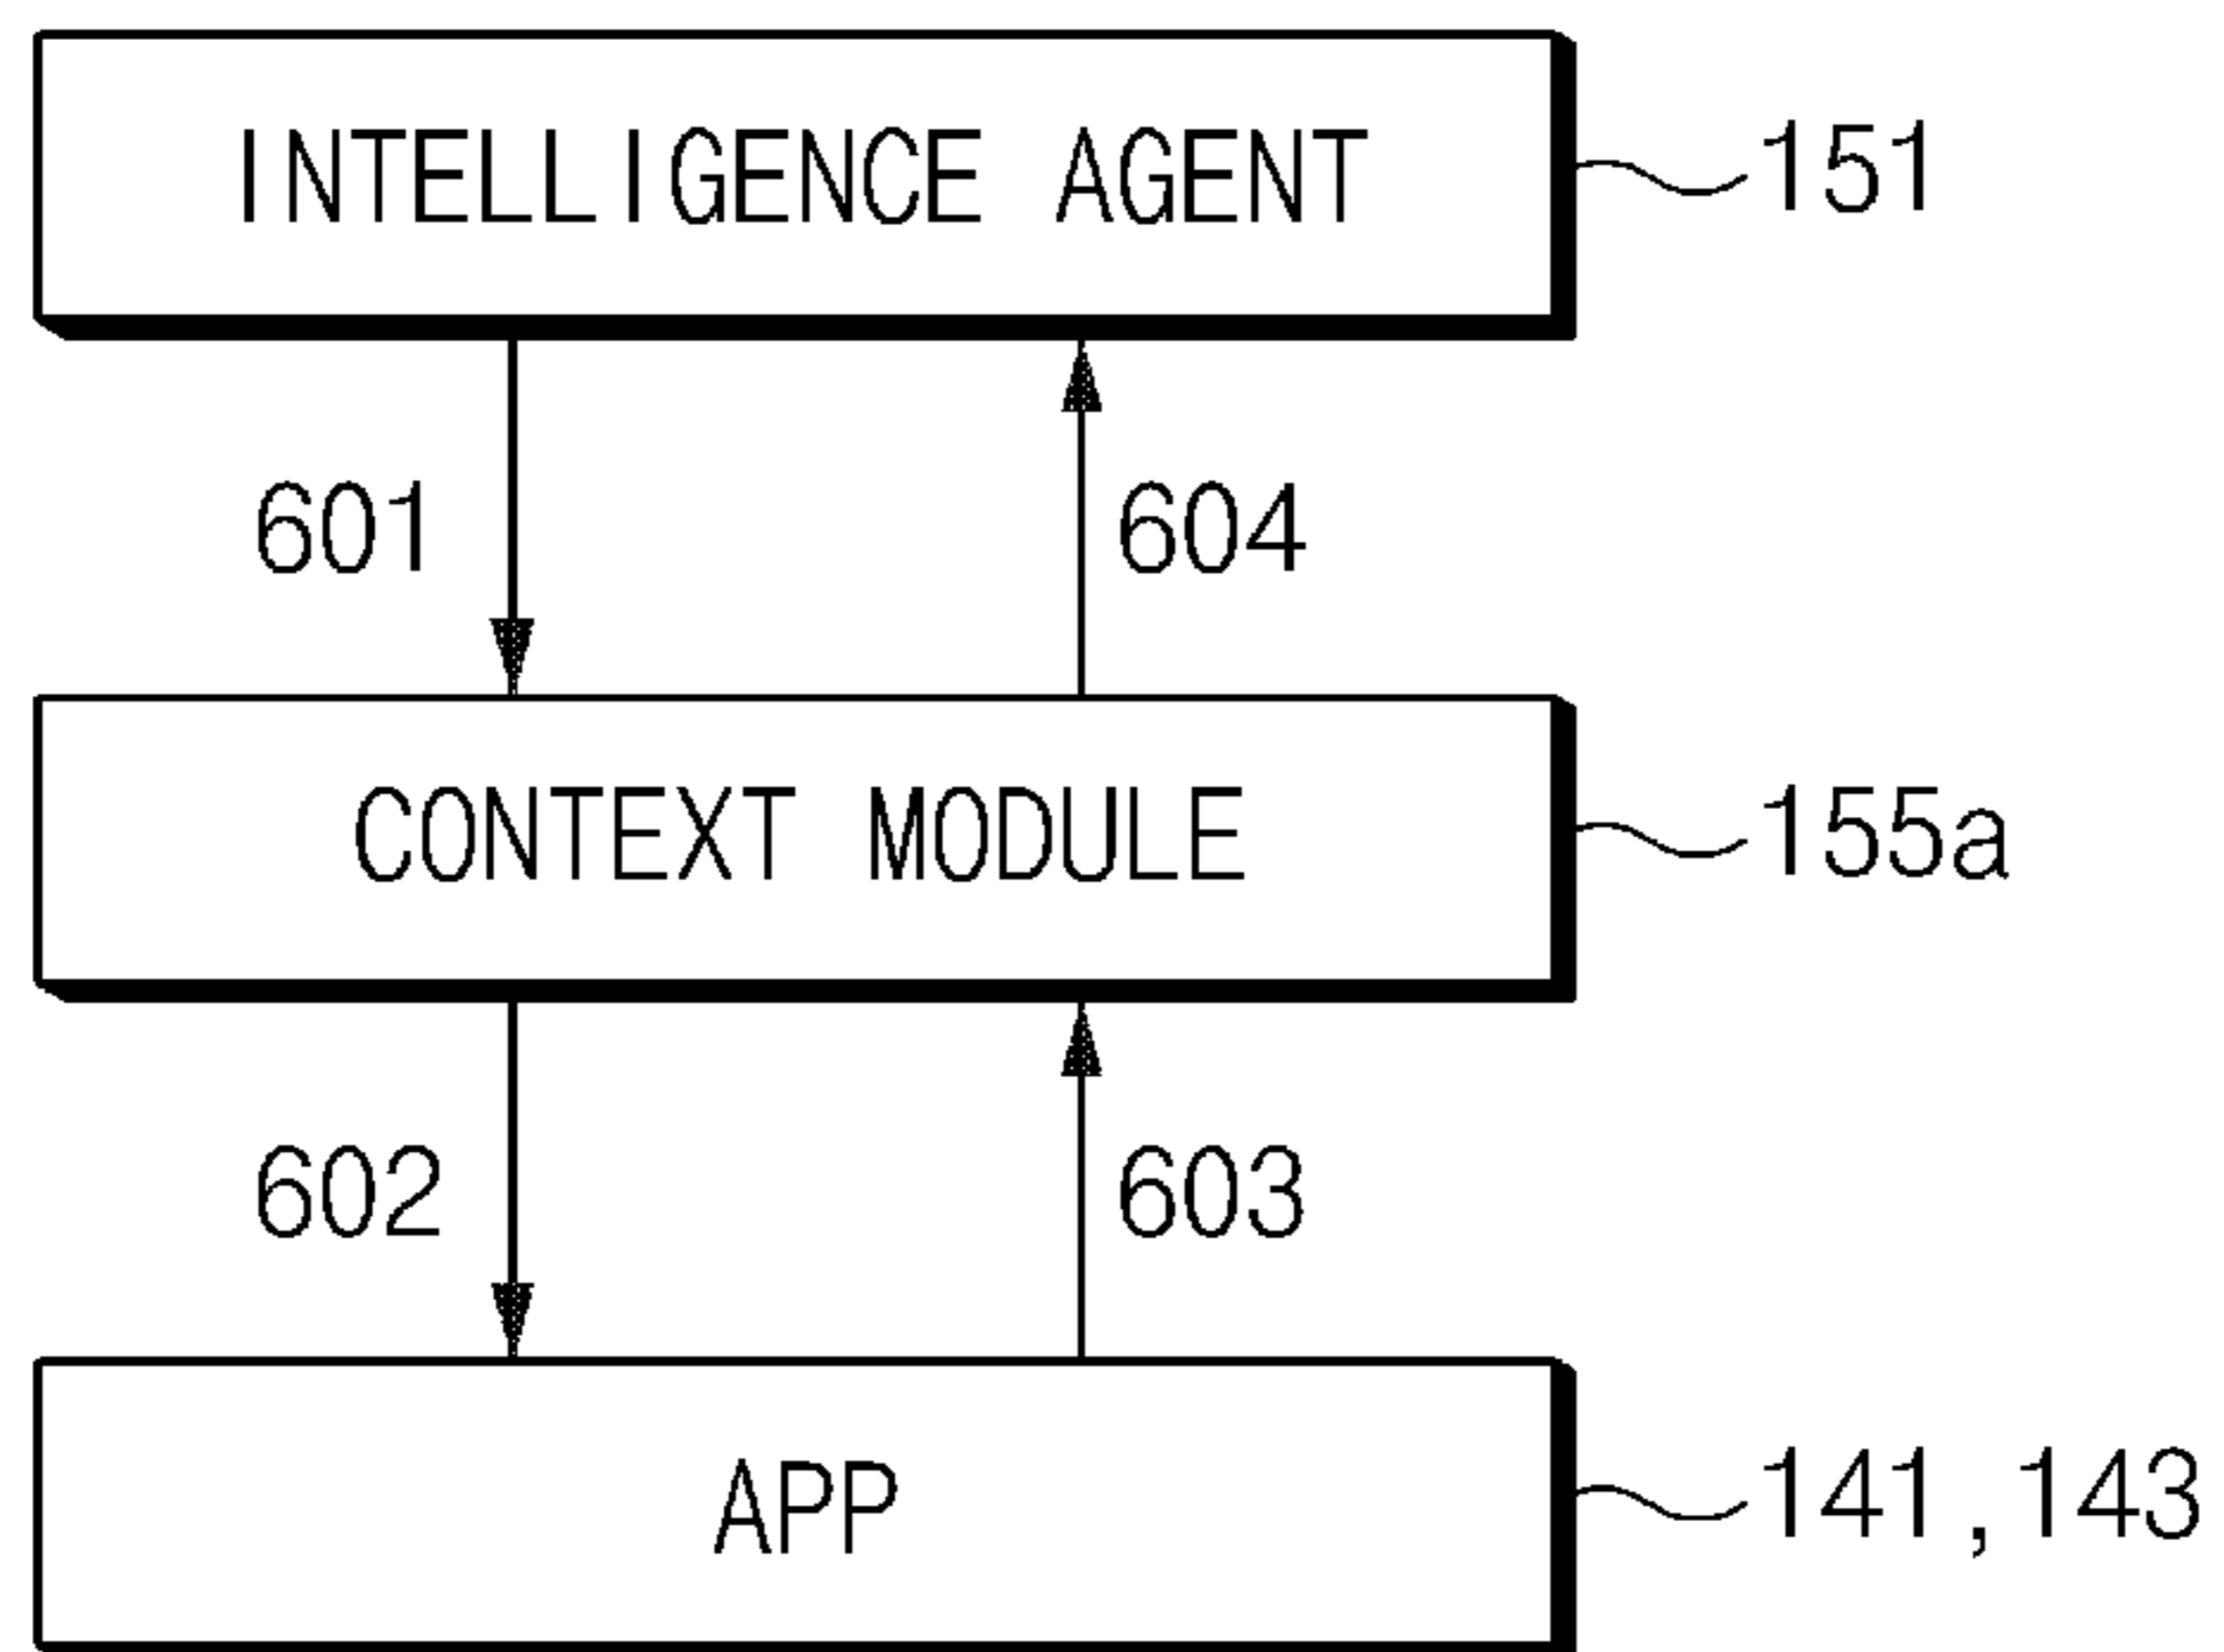 INTELLIGENCE AGENT
151
601
604
CONTEXT MODULE
155a
602
603
APP
141,143